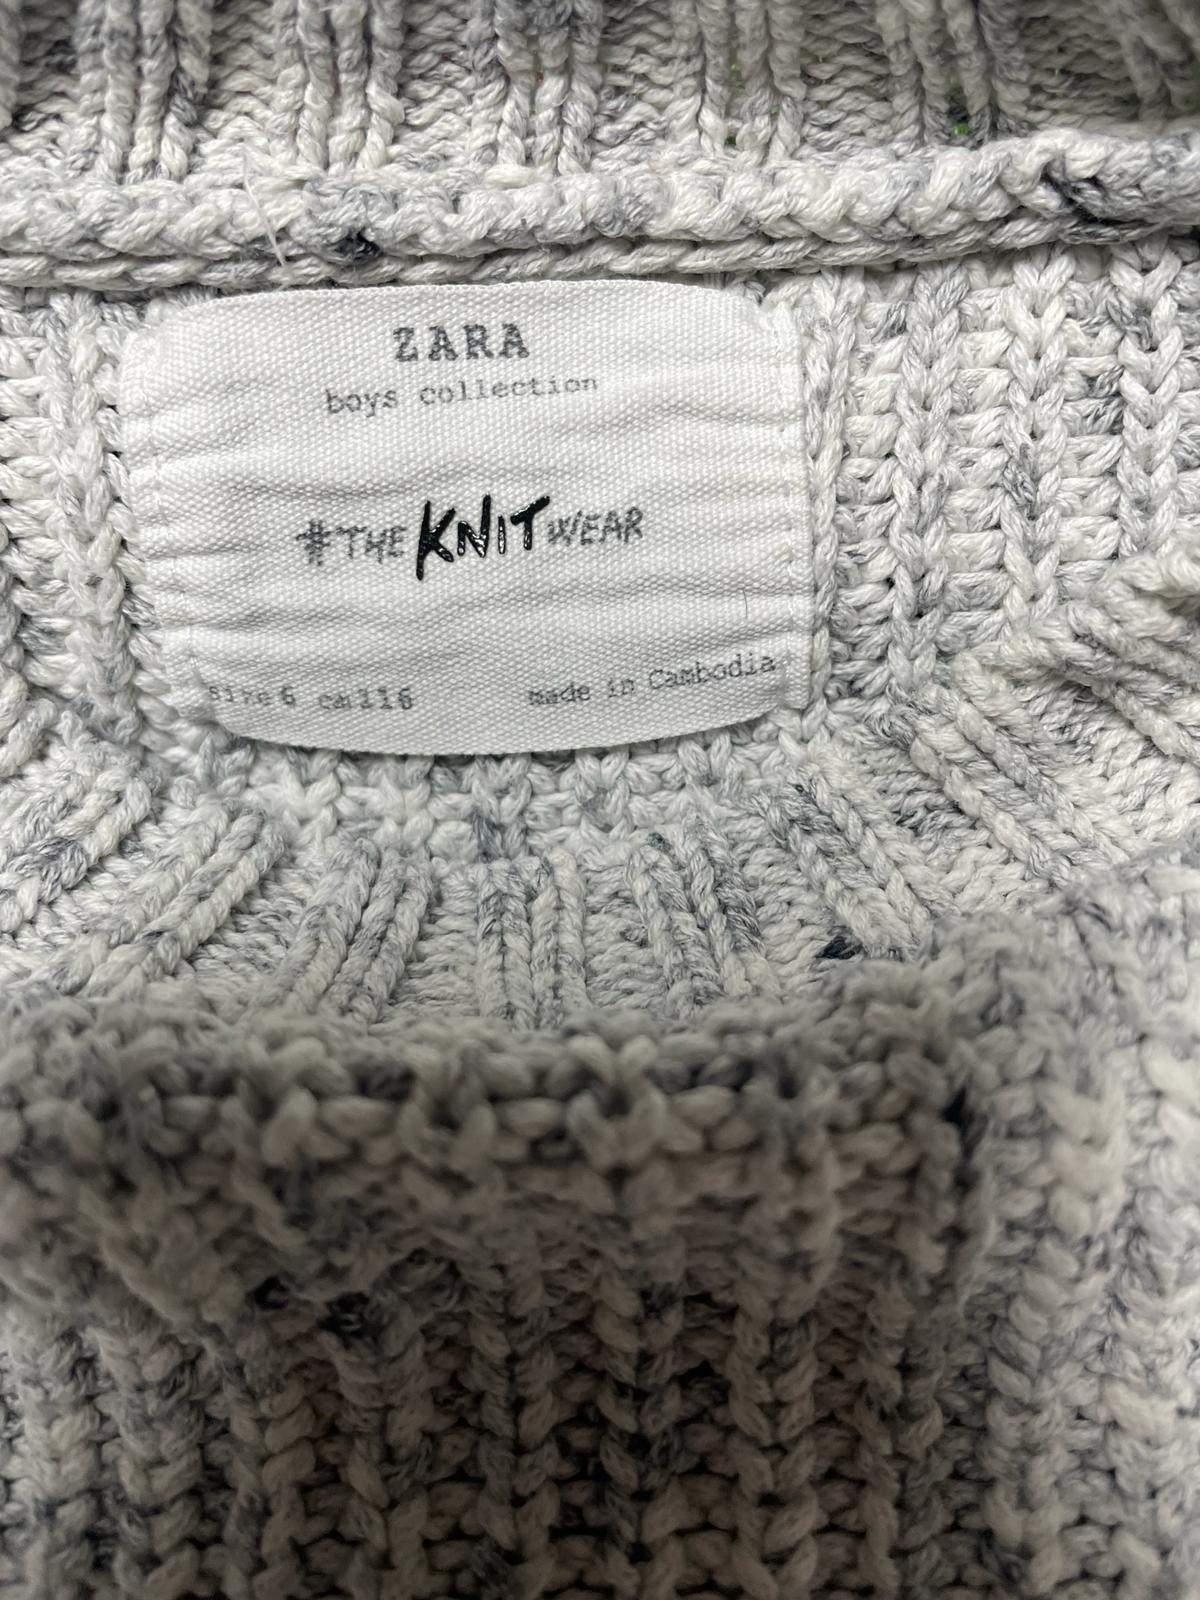 ZARA
boys collection
#THE KNIT WEAR
size 6 cm 116 made in Cambodia